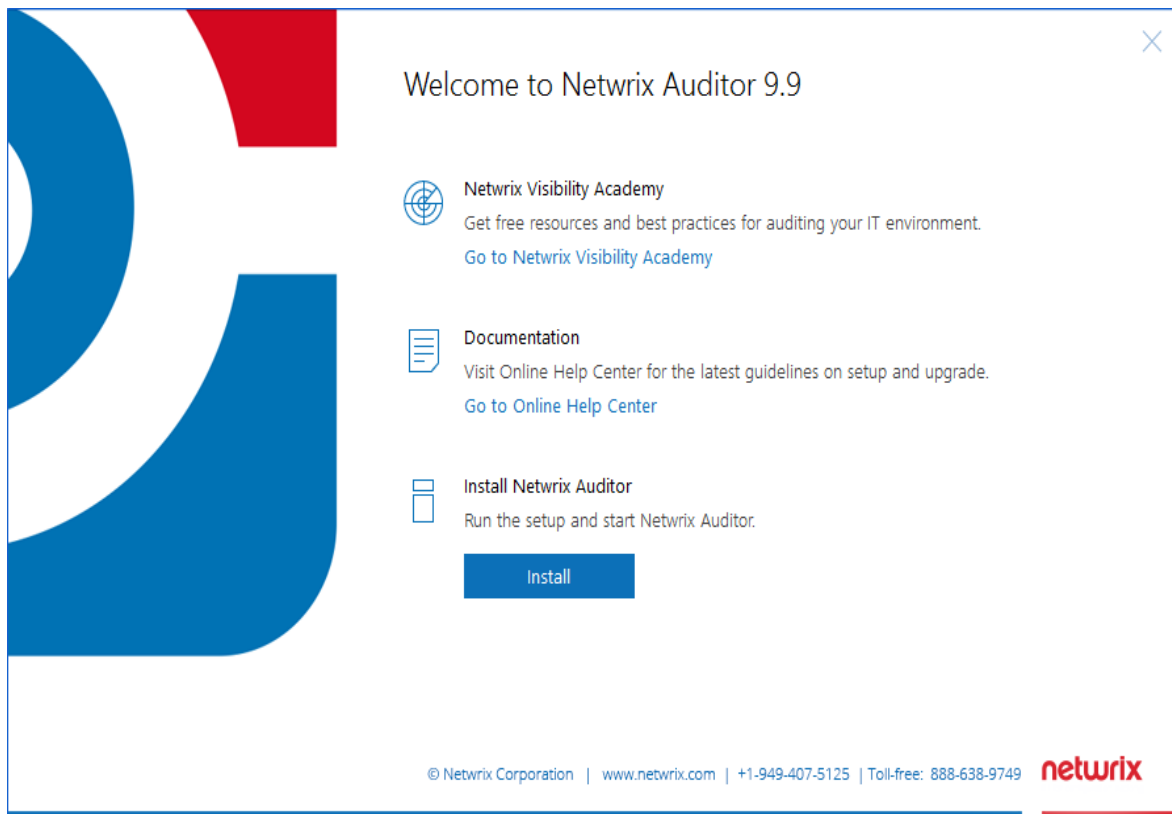 Welcome to Netwrix Auditor 9.9
Netwrix Visibility Academy
Get free resources and best practices for auditing your IT environment.
Go to Netwrix Visibility Academy
Documentation
Visit Online Help Center for the latest guidelines on setup and upgrade.
Go to Online Help Center
Install Netwrix Auditor
Run the setup and start Netwrix Auditor.
Install
© Netwrix Corporation | www.netwrix.com | +1-949-407-5125 | Toll-free: 888-638-9749 netwrix